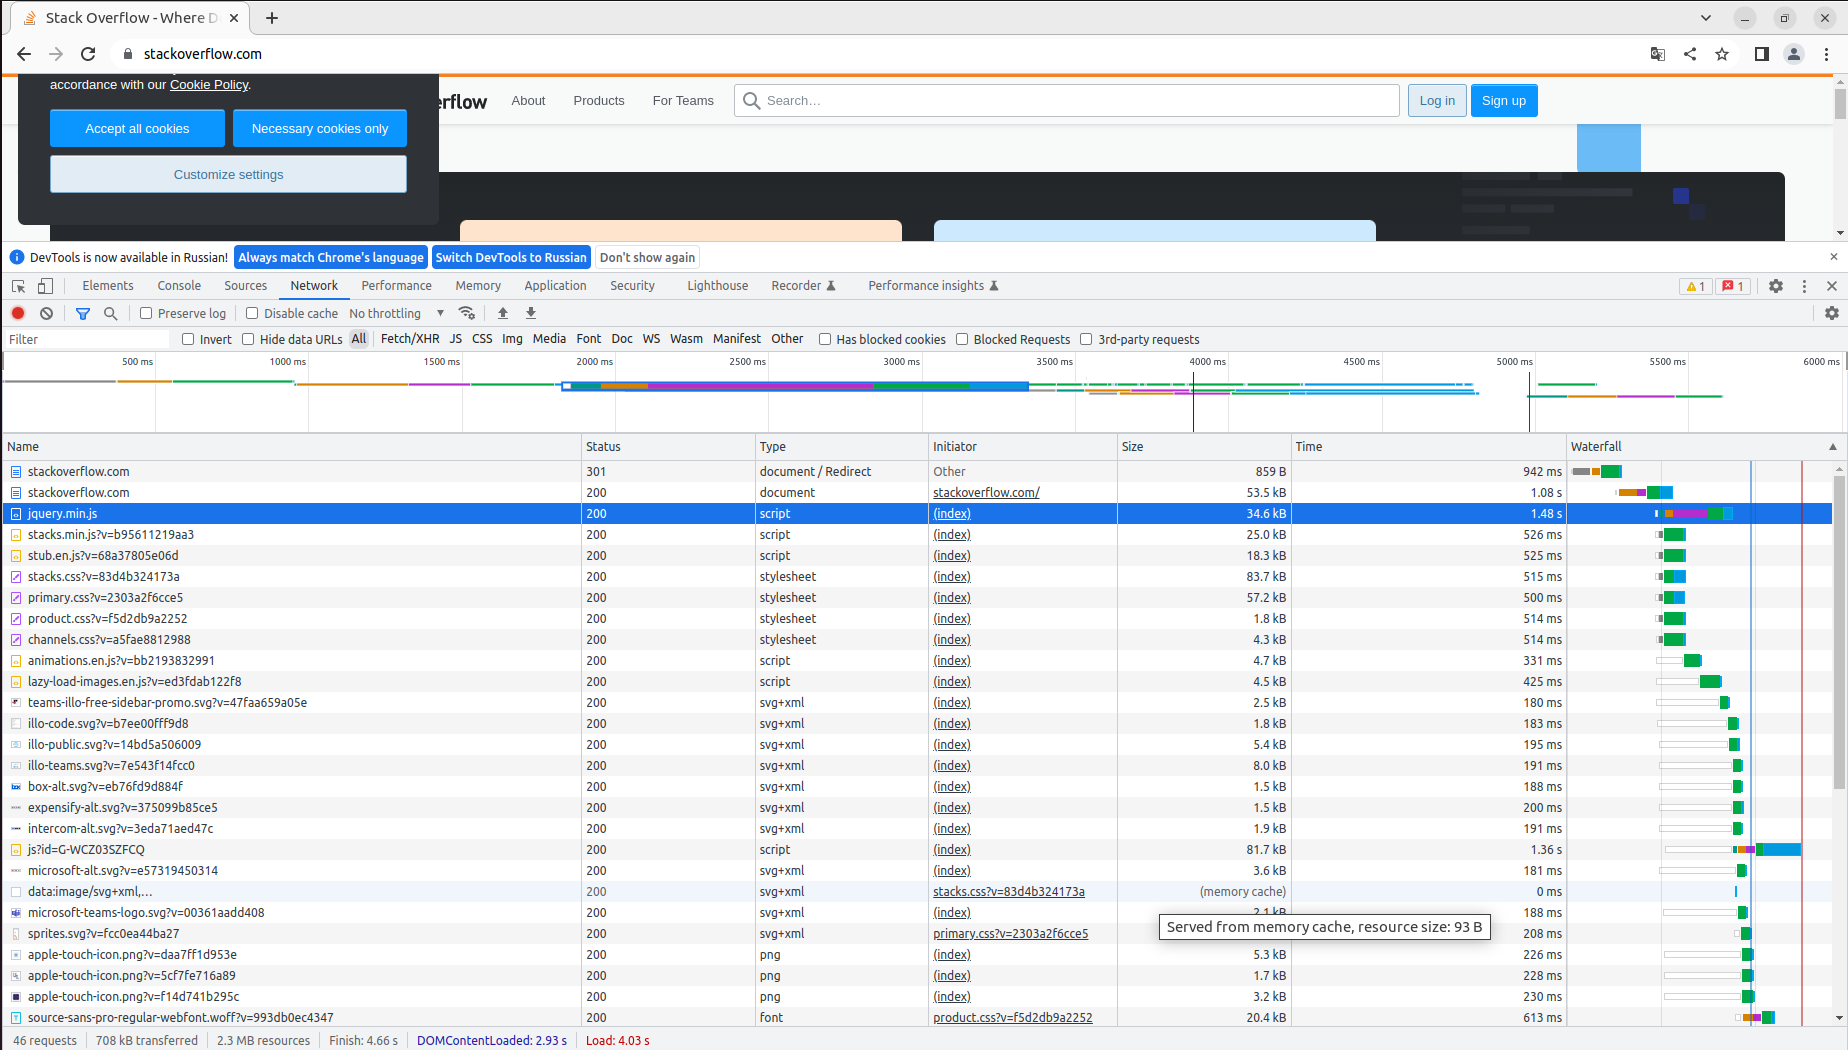 Stack Overflow - Where D
stackoverflow.com
accordance with our Cookie Policy.
Accept all cookies
Necessary cookies only
Customize settings
erflow
About
Products
For Teams
Search…
Log in
Sign up
DevTools is now available in Russian!
Always match Chrome's language
Switch DevTools to Russian
Don't show again
Elements Console Sources Network Performance Memory Application Security Lighthouse Recorder Performance insights 1 1
Preserve log Disable cache No throttling
Filter Invert Hide data URLs All Fetch/XHR JS CSS Img Media Font Doc WS Wasm Manifest Other Has blocked cookies Blocked Requests 3rd-party requests
500 ms 1000 ms 1500 ms 2000 ms 2500 ms 3000 ms 3500 ms 4000 ms 4500 ms 5000 ms 5500 ms 6000 ms
Name Status Type Initiator Size Time Waterfall
stackoverflow.com 301 document / Redirect Other 859 B 942 ms
stackoverflow.com 200 document stackoverflow.com/ 53.5 kB 1.08 s
jquery.min.js 200 script (index) 34.6 kB 1.48 s
stacks.min.js?v=b95611219aa3 200 script (index) 25.0 kB 526 ms
stub.en.js?v=68a37805e06d 200 script (index) 18.3 kB 525 ms
stacks.css?v=83d4b324173a 200 stylesheet (index) 83.7 kB 515 ms
primary.css?v=2303a2f6cce5 200 stylesheet (index) 57.2 kB 500 ms
product.css?v=f5d2db9a2252 200 stylesheet (index) 1.8 kB 514 ms
channels.css?v=a5fae8812988 200 stylesheet (index) 4.3 kB 514 ms
animations.en.js?v=bb2193832991 200 script (index) 4.7 kB 331 ms
lazy-load-images.en.js?v=ed3fdab122f8 200 script (index) 4.5 kB 425 ms
teams-illo-free-sidebar-promo.svg?v=47faa659a05e 200 svg+xml (index) 2.5 kB 180 ms
illo-code.svg?v=b7ee00fff9d8 200 svg+xml (index) 1.8 kB 183 ms
illo-public.svg?v=14bd5a506009 200 svg+xml (index) 5.4 kB 195 ms
illo-teams.svg?v=7e543f14fcc0 200 svg+xml (index) 8.0 kB 191 ms
box-alt.svg?v=eb76fd9d884f 200 svg+xml (index) 1.5 kB 188 ms
expensify-alt.svg?v=375099b85ce5 200 svg+xml (index) 1.5 kB 200 ms
intercom-alt.svg?v=3eda71aed47c 200 svg+xml (index) 1.9 kB 191 ms
js?id=G-WCZ03SZFCQ 200 script (index) 81.7 kB 1.36 s
microsoft-alt.svg?v=e57319450314 200 svg+xml (index) 3.6 kB 181 ms
data:image/svg+xml,… 200 svg+xml stacks.css?v=83d4b324173a (memory cache) 0 ms
microsoft-teams-logo.svg?v=00361aadd408 200 svg+xml (index) 2.1 kB 188 ms
Served from memory cache, resource size: 93 B
sprites.svg?v=fcc0ea44ba27 200 svg+xml primary.css?v=2303a2f6cce5 208 ms
apple-touch-icon.png?v=daa7ff1d953e 200 png (index) 5.3 kB 226 ms
apple-touch-icon.png?v=5cf7fe716a89 200 png (index) 1.7 kB 228 ms
apple-touch-icon.png?v=f14d741b295c 200 png (index) 3.2 kB 230 ms
source-sans-pro-regular-webfont.woff?v=993db0ec4347 200 font product.css?v=f5d2db9a2252 20.4 kB 613 ms
46 requests 708 kB transferred 2.3 MB resources Finish: 4.66 s DOMContentLoaded: 2.93 s Load: 4.03 s